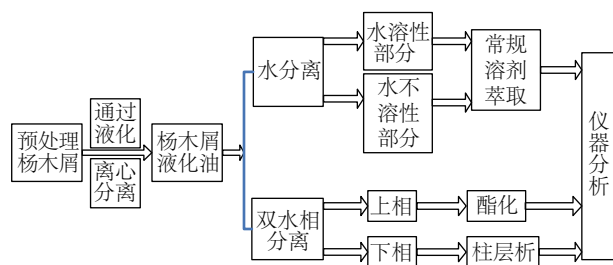 预处理
杨木屑
通过
液化
离心
分离
杨木屑
液化油
水分离
水溶性
部分
水不
溶性
部分
常规
溶剂
萃取
双水相
分离
上相
酯化
下相
柱层析
仪器分析